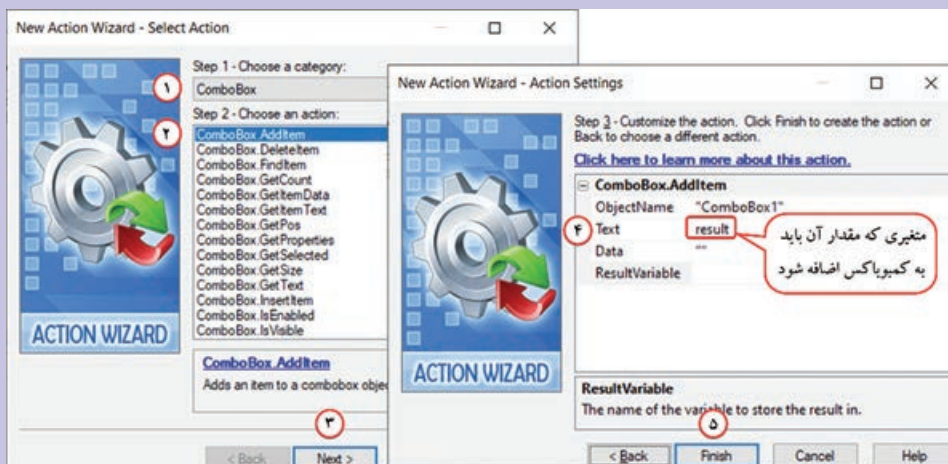 New Action Wizard - Select Action
Step 1 - Choose a category:
۱
ComboBox
Step 2 - Choose an action:
۲
ComboBox.AddItem
ComboBox.DeleteItem
ComboBox.FindItem
ComboBox.GetCount
ComboBox.GetItemData
ComboBox.GetItemText
ComboBox.GetPos
ComboBox.GetProperties
ComboBox.GetSelected
ComboBox.GetSize
ComboBox.GetText
ComboBox.InsertItem
ComboBox.IsEnabled
ComboBox.IsVisible
ACTION WIZARD
ComboBox.AddItem
Adds an item to a combobox obje
۳
< Back Next >
New Action Wizard - Action Settings
Step 3 - Customize the action. Click Finish to create the action or
Back to choose a different action.
Click here to learn more about this action.
ComboBox.AddItem
ObjectName "ComboBox1"
۴ Text result
Data ""
ResultVariable
متغیری که مقدار آن باید
به کمبوباکس اضافه شود
ACTION WIZARD
ResultVariable
The name of the variable to store the result in.
۵
< Back Finish Cancel Help